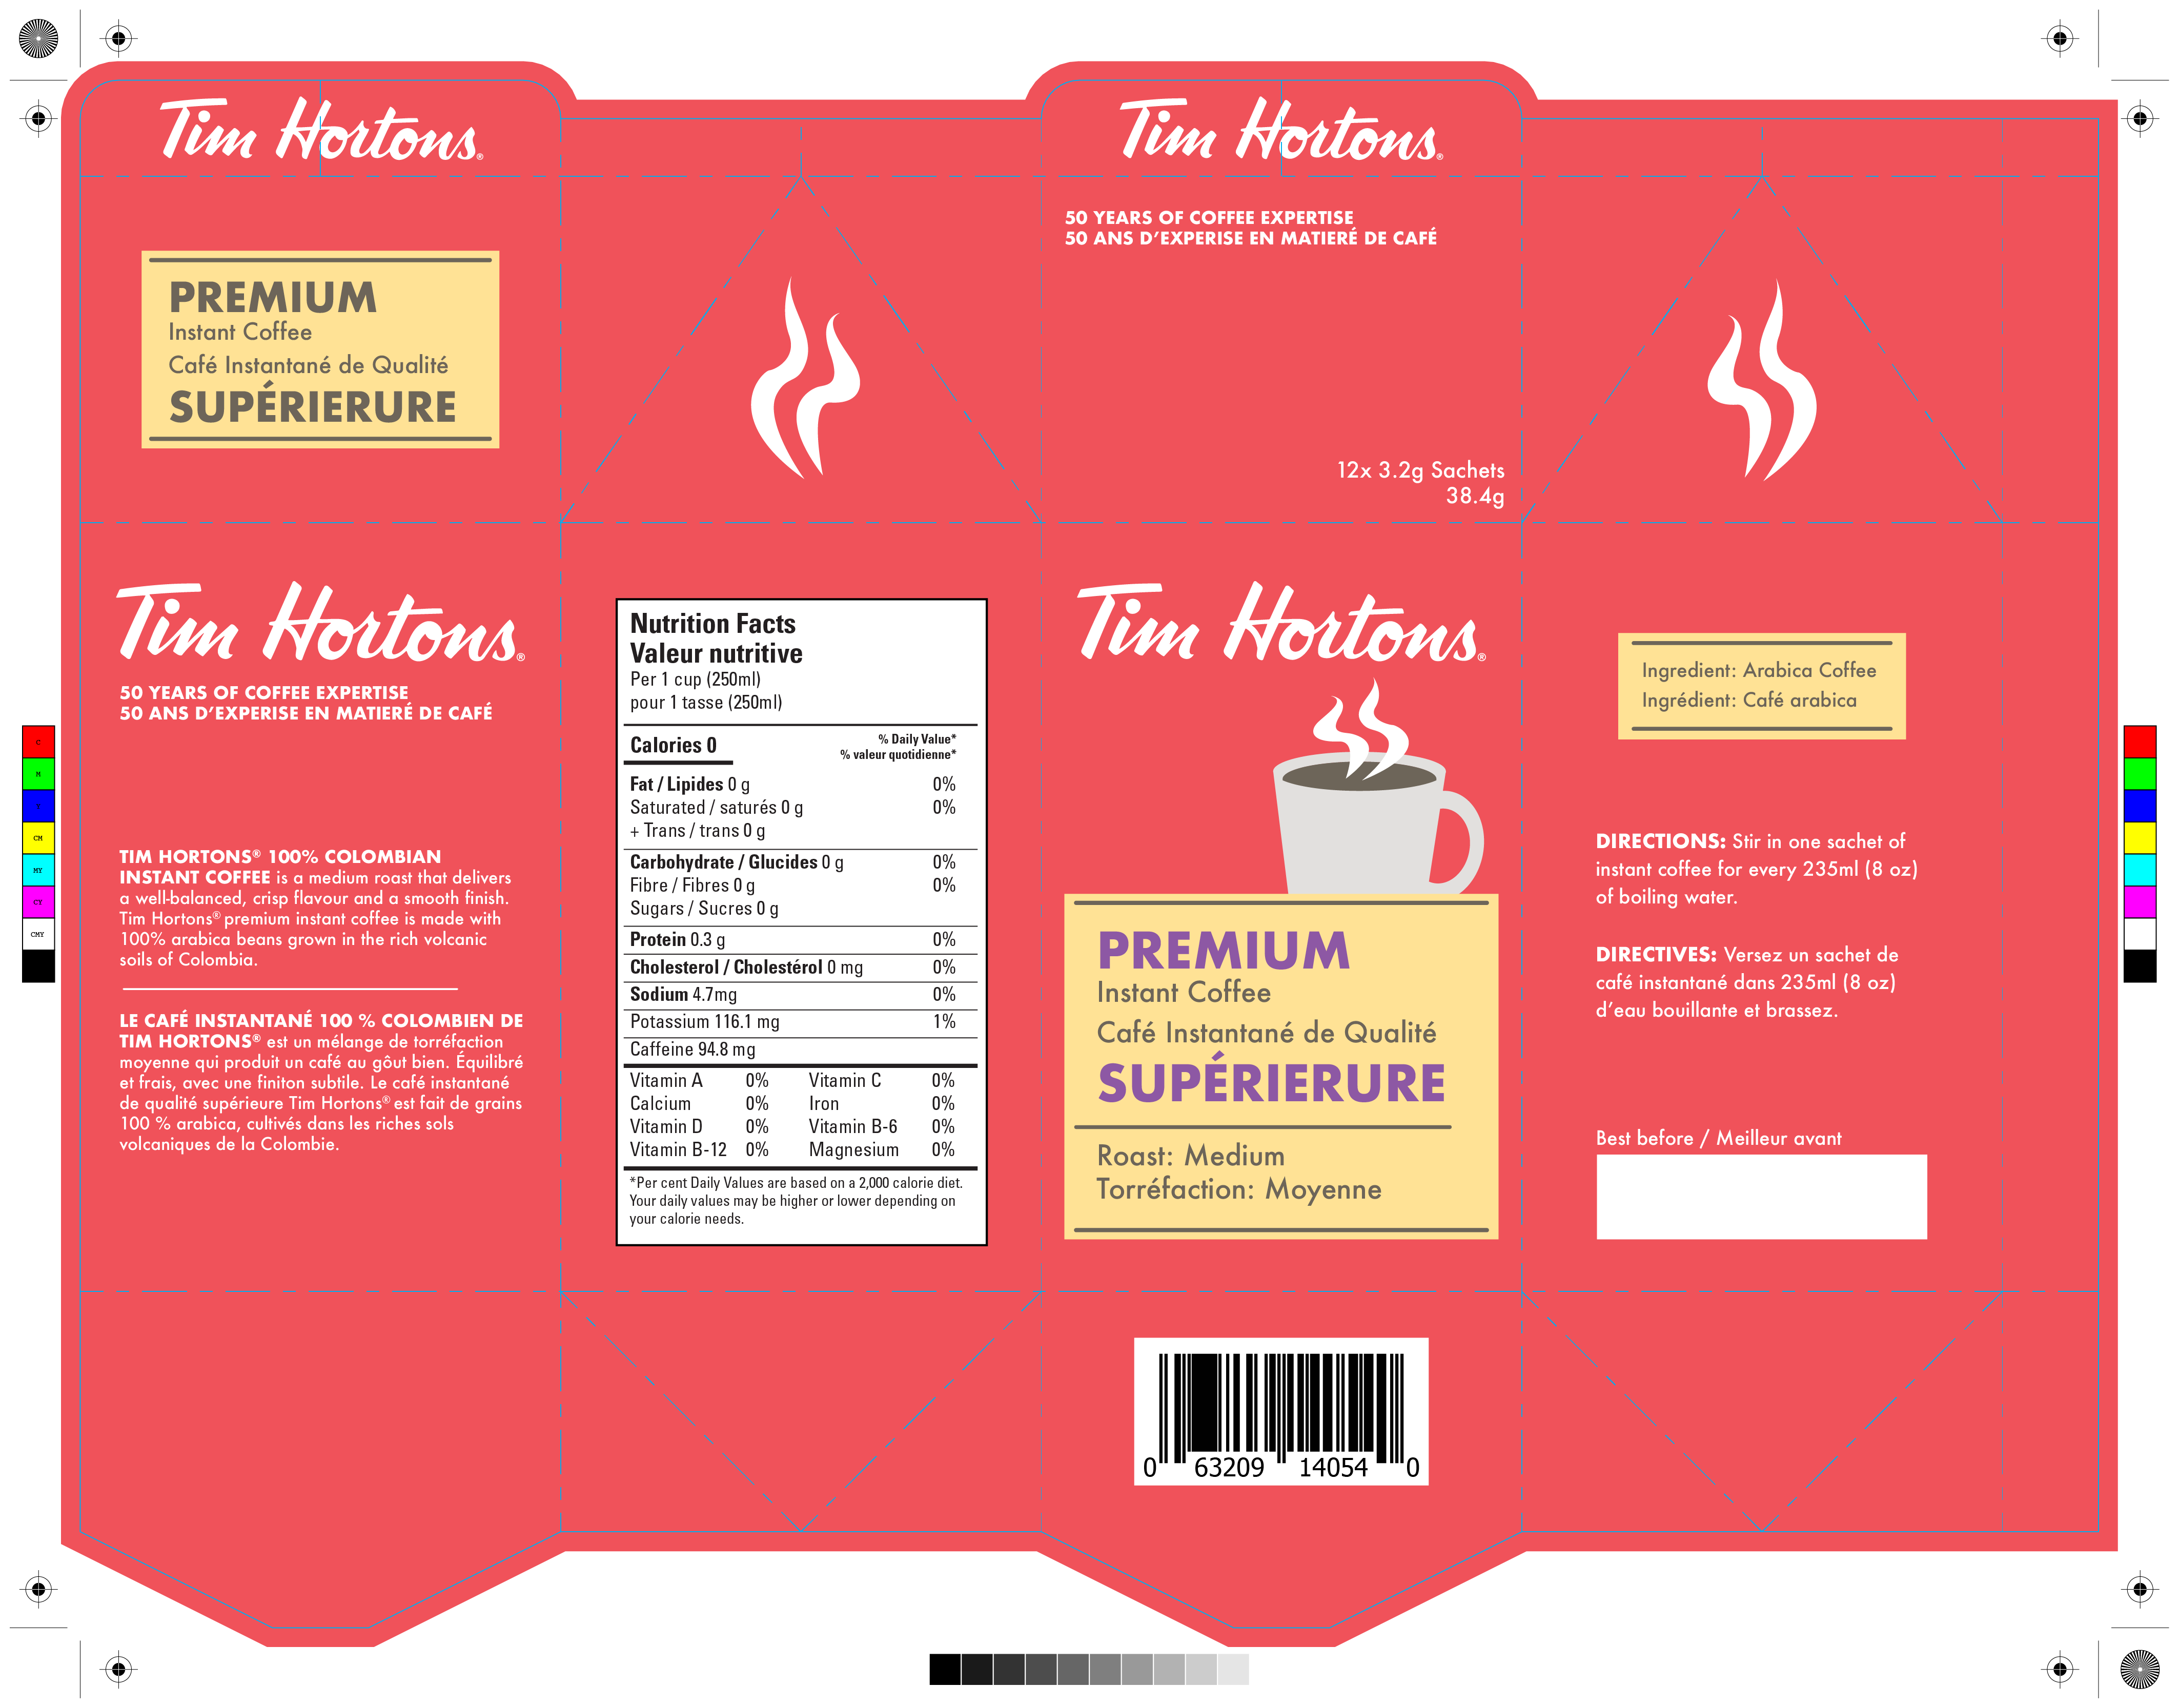 Tim Hortons®
PREMIUM
Instant Coffee
Café Instantané de Qualité
SUPÉRIERURE
Tim Hortons®
50 YEARS OF COFFEE EXPERTISE
50 ANS D'EXPERISE EN MATIERÉ DE CAFÉ
12x 3.2g Sachets
38.4g
Tim Hortons®
50 YEARS OF COFFEE EXPERTISE
50 ANS D'EXPERISE EN MATIERÉ DE CAFÉ
TIM HORTONS® 100% COLOMBIAN
INSTANT COFFEE is a medium roast that delivers
a well-balanced, crisp flavour and a smooth finish.
Tim Hortons® premium instant coffee is made with
100% arabica beans grown in the rich volcanic
soils of Colombia.
LE CAFÉ INSTANTANÉ 100 % COLOMBIEN DE
TIM HORTONS® est un mélange de torréfaction
moyenne qui produit un café au gôut bien. Équilibré
et frais, avec une finiton subtile. Le café instantané
de qualité supérieure Tim Hortons® est fait de grains
100 % arabica, cultivés dans les riches sols
volcaniques de la Colombie.
Nutrition Facts
Valeur nutritive
Per 1 cup (250ml)
pour 1 tasse (250ml)
Calories 0
% Daily Value*
% valeur quotidienne*
Fat / Lipides 0 g 0%
Saturated / saturés 0 g 0%
+ Trans / trans 0 g
Carbohydrate / Glucides 0 g 0%
Fibre / Fibres 0 g 0%
Sugars / Sucres 0 g
Protein 0.3 g 0%
Cholesterol / Cholestérol 0 mg 0%
Sodium 4.7mg 0%
Potassium 116.1 mg 1%
Caffeine 94.8 mg
Vitamin A 0% Vitamin C 0%
Calcium 0% Iron 0%
Vitamin D 0% Vitamin B-6 0%
Vitamin B-12 0% Magnesium 0%
*Per cent Daily Values are based on a 2,000 calorie diet.
Your daily values may be higher or lower depending on
your calorie needs.
Tim Hortons®
PREMIUM
Instant Coffee
Café Instantané de Qualité
SUPÉRIERURE
Roast: Medium
Torréfaction: Moyenne
0 63209 14054 0
Ingredient: Arabica Coffee
Ingrédient: Café arabica
DIRECTIONS: Stir in one sachet of
instant coffee for every 235ml (8 oz)
of boiling water.
DIRECTIVES: Versez un sachet de
café instantané dans 235ml (8 oz)
d'eau bouillante et brassez.
Best before / Meilleur avant
C
M
Y
CM
MY
CY
CMY